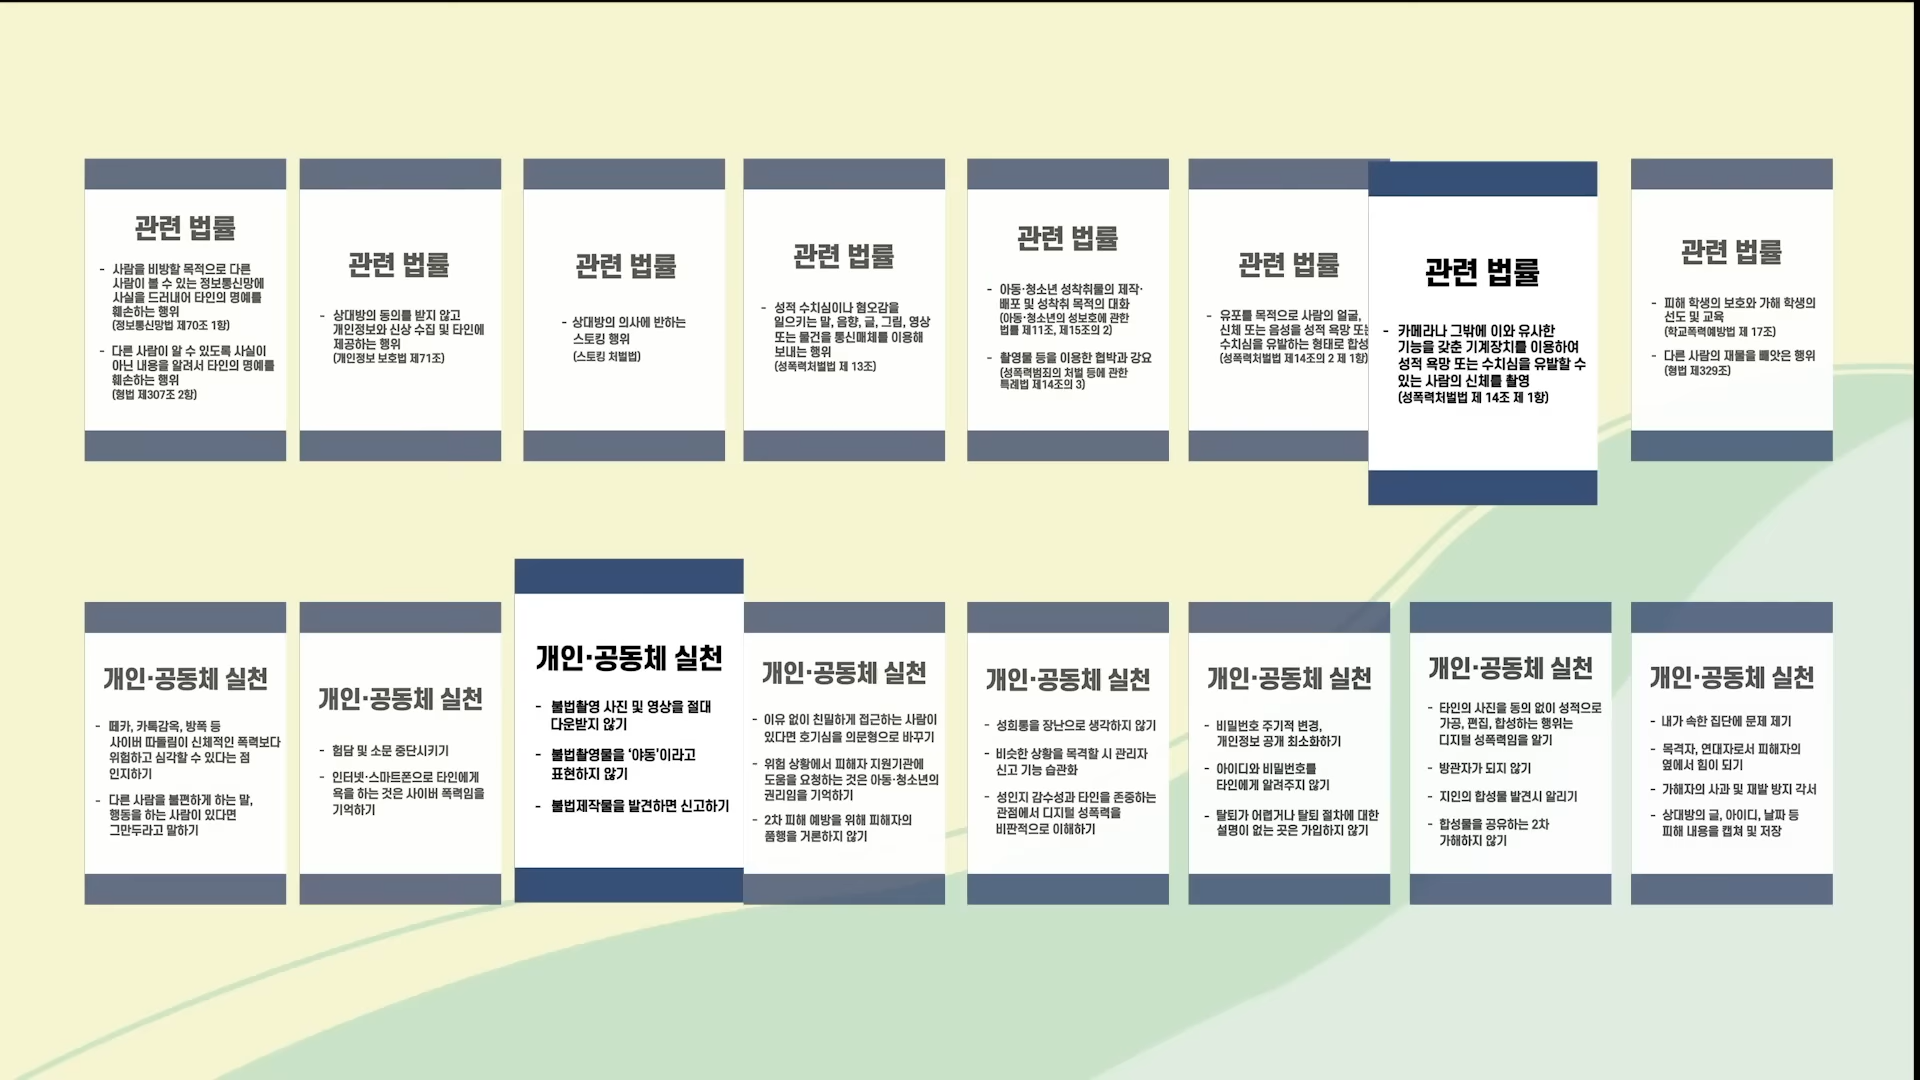 관련 법률
- 사람을 비방할 목적으로 다른
사람이 볼 수 있는 정보통신망에
사실을 드러내어 타인의 명예를
훼손하는 행위
(정보통신망법 제70조 1항)
- 다른 사람이 알 수 있도록 사실이
아닌 내용을 알려서 타인의 명예를
훼손하는 행위
(형법 제307조 2항)
관련 법률
- 상대방의 동의를 받지 않고
개인정보와 신상 수집 및 타인에
제공하는 행위
(개인정보 보호법 제71조)
관련 법률
- 상대방의 의사에 반하는
스토킹 행위
(스토킹 처벌법)
관련 법률
- 성적 수치심이나 혐오감을
일으키는 말, 음향, 글, 그림, 영상
또는 물건을 통신매체를 이용해
보내는 행위
(성폭력처벌법 제 13조)
관련 법률
- 아동·청소년 성착취물의 제작·
배포 및 성착취 목적의 대화
(아동·청소년의 성보호에 관한
법률 제11조, 제15조의 2)
- 촬영물 등을 이용한 협박과 강요
(성폭력범죄의 처벌 등에 관한
특례법 제14조의 3)
관련 법률
- 유포를 목적으로 사람의 얼굴,
신체 또는 음성을 성적 욕망 또는
수치심을 유발하는 형태로 합성
(성폭력처벌법 제14조의 2 제 1항)
관련 법률
- 카메라나 그밖에 이와 유사한
기능을 갖춘 기계장치를 이용하여
성적 욕망 또는 수치심을 유발할 수
있는 사람의 신체를 촬영
(성폭력처벌법 제 14조 제 1항)
관련 법률
- 피해 학생의 보호와 가해 학생의
선도 및 교육
(학교폭력예방법 제 17조)
- 다른 사람의 재물을 빼앗은 행위
(형법 제329조)
개인·공동체 실천
- 떼카, 카톡감옥, 방폭 등
사이버 따돌림이 신체적인 폭력보다
위험하고 심각할 수 있다는 점
인지하기
- 다른 사람을 불편하게 하는 말,
행동을 하는 사람이 있다면
그만두라고 말하기
개인·공동체 실천
- 험담 및 소문 중단시키기
- 인터넷·스마트폰으로 타인에게
욕을 하는 것은 사이버 폭력임을
기억하기
개인·공동체 실천
- 불법촬영 사진 및 영상을 절대
다운받지 않기
- 불법촬영물을 ‘야동’이라고
표현하지 않기
- 불법제작물을 발견하면 신고하기
개인·공동체 실천
- 이유 없이 친밀하게 접근하는 사람이
있다면 호기심을 의문형으로 바꾸기
- 위험 상황에서 피해자 지원기관에
도움을 요청하는 것은 아동·청소년의
권리임을 기억하기
- 2차 피해 예방을 위해 피해자의
품행을 거론하지 않기
개인·공동체 실천
- 성희롱을 장난으로 생각하지 않기
- 비슷한 상황을 목격할 시 관리자
신고 기능 습관화
- 성인지 감수성과 타인을 존중하는
관점에서 디지털 성폭력을
비판적으로 이해하기
개인·공동체 실천
- 비밀번호 주기적 변경,
개인정보 공개 최소화하기
- 아이디와 비밀번호를
타인에게 알려주지 않기
- 탈퇴가 어렵거나 탈퇴 절차에 대한
설명이 없는 곳은 가입하지 않기
개인·공동체 실천
- 타인의 사진을 동의 없이 성적으로
가공, 편집, 합성하는 행위는
디지털 성폭력임을 알기
- 방관자가 되지 않기
- 지인의 합성물 발견시 알리기
- 합성물을 공유하는 2차
가해하지 않기
개인·공동체 실천
- 내가 속한 집단에 문제 제기
- 목격자, 연대자로서 피해자의
옆에서 힘이 되기
- 가해자의 사과 및 재발 방지 각서
- 상대방의 글, 아이디, 날짜 등
피해 내용을 캡쳐 및 저장